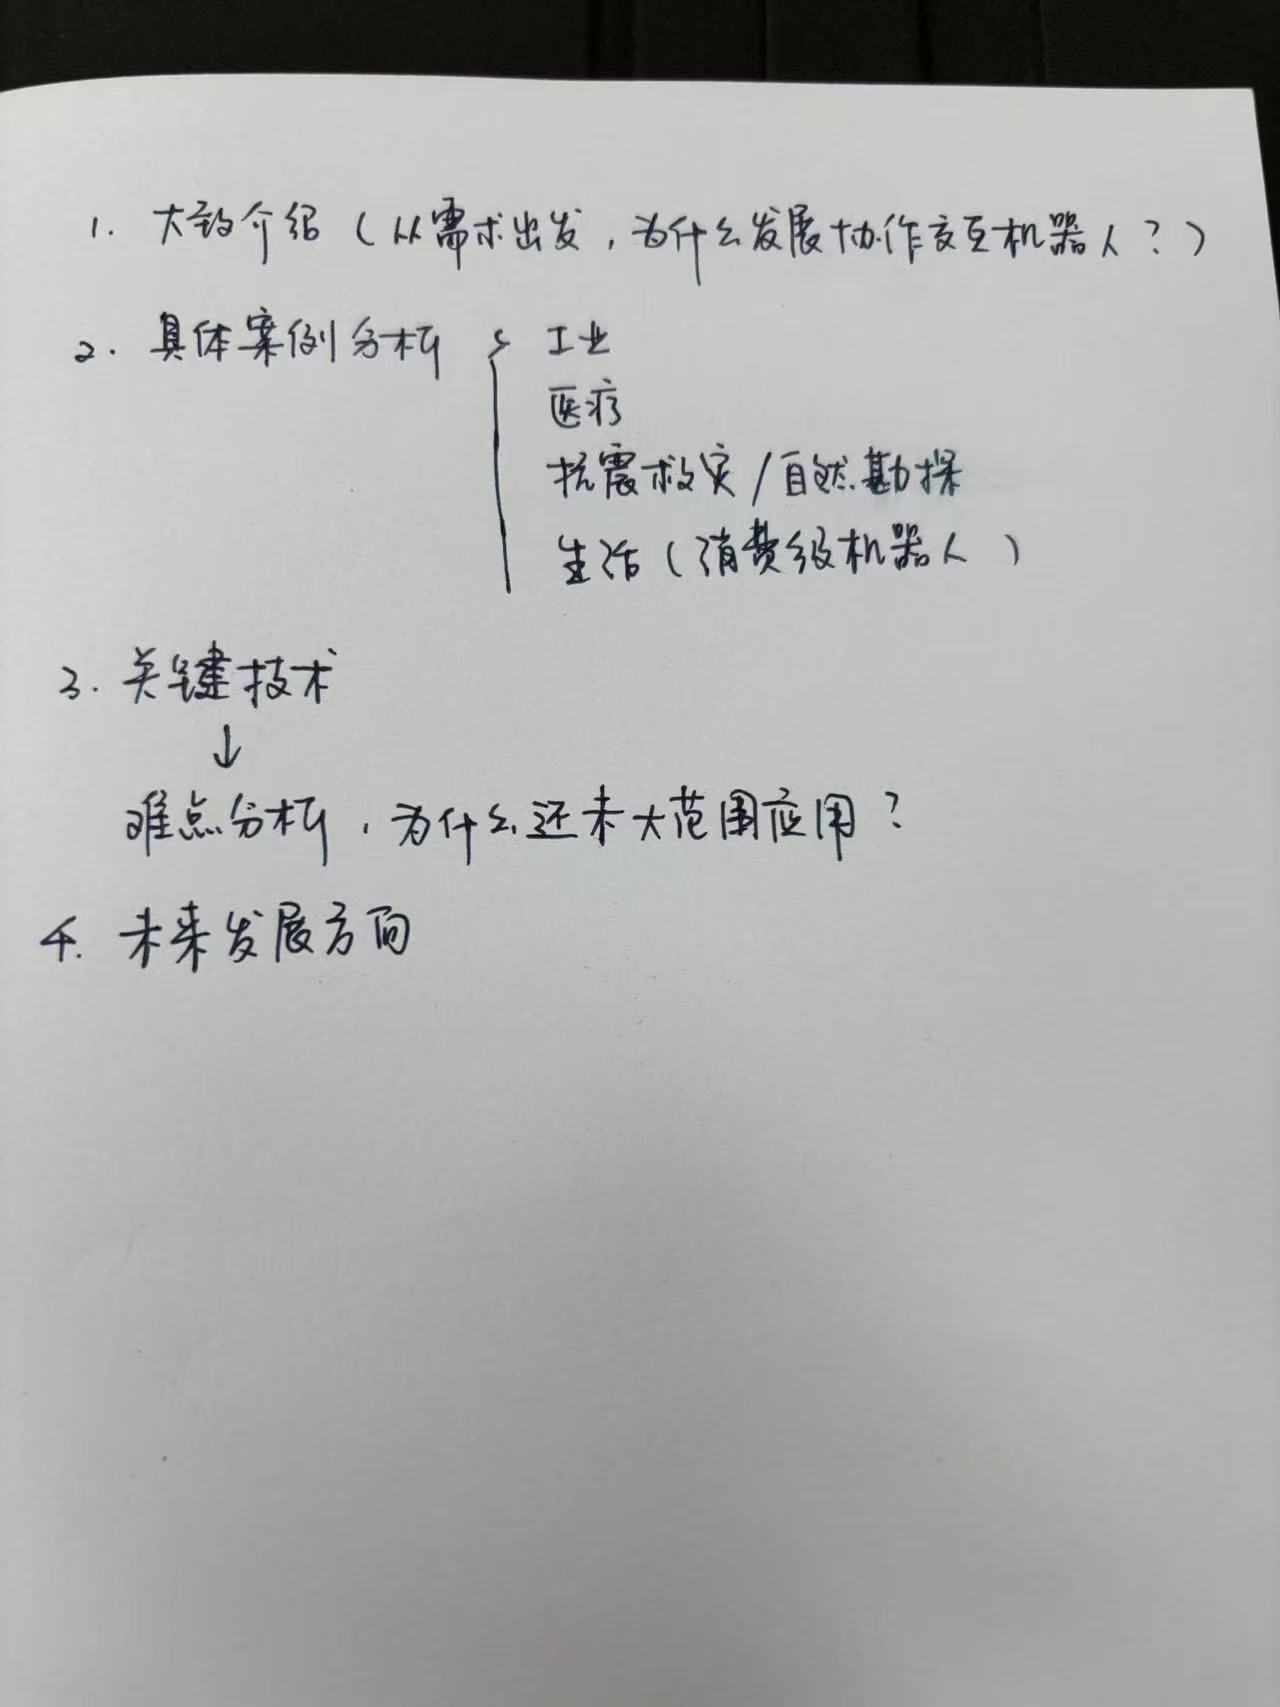 1. 大致介绍（从需求出发，为什么发展协作交互机器人？）
2. 具体案例分析 工业
医疗
抗震救灾/自然勘探
生活（消费级机器人）
3. 关键技术
↓
难点分析，为什么还未大范围应用？
4. 未来发展方向